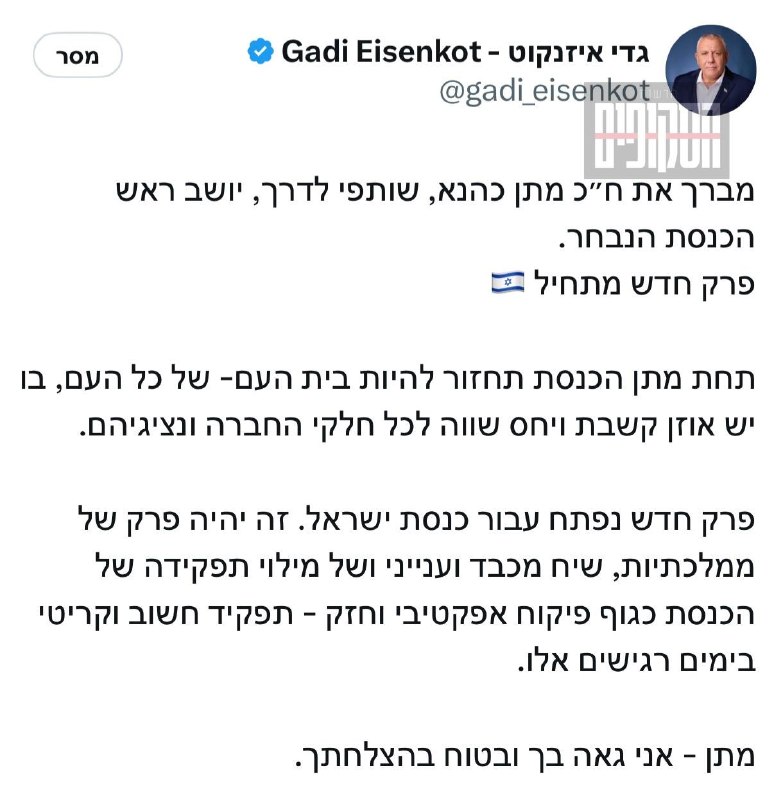 גדי איזנקוט - Gadi Eisenkot
@gadi_eisenkot
מסר
הסקופים
מברך את ח״כ מתן כהנא, שותפי לדרך, יושב ראש
הכנסת הנבחר.
פרק חדש מתחיל 🇮🇱
תחת מתן הכנסת תחזור להיות בית העם- של כל העם, בו
יש אוזן קשבת ויחס שווה לכל חלקי החברה ונציגיהם.
פרק חדש נפתח עבור כנסת ישראל. זה יהיה פרק של
ממלכתיות, שיח מכבד וענייני ושל מילוי תפקידה של
הכנסת כגוף פיקוח אפקטיבי וחזק - תפקיד חשוב וקריטי
בימים רגישים אלו.
מתן - אני גאה בך ובטוח בהצלחתך.